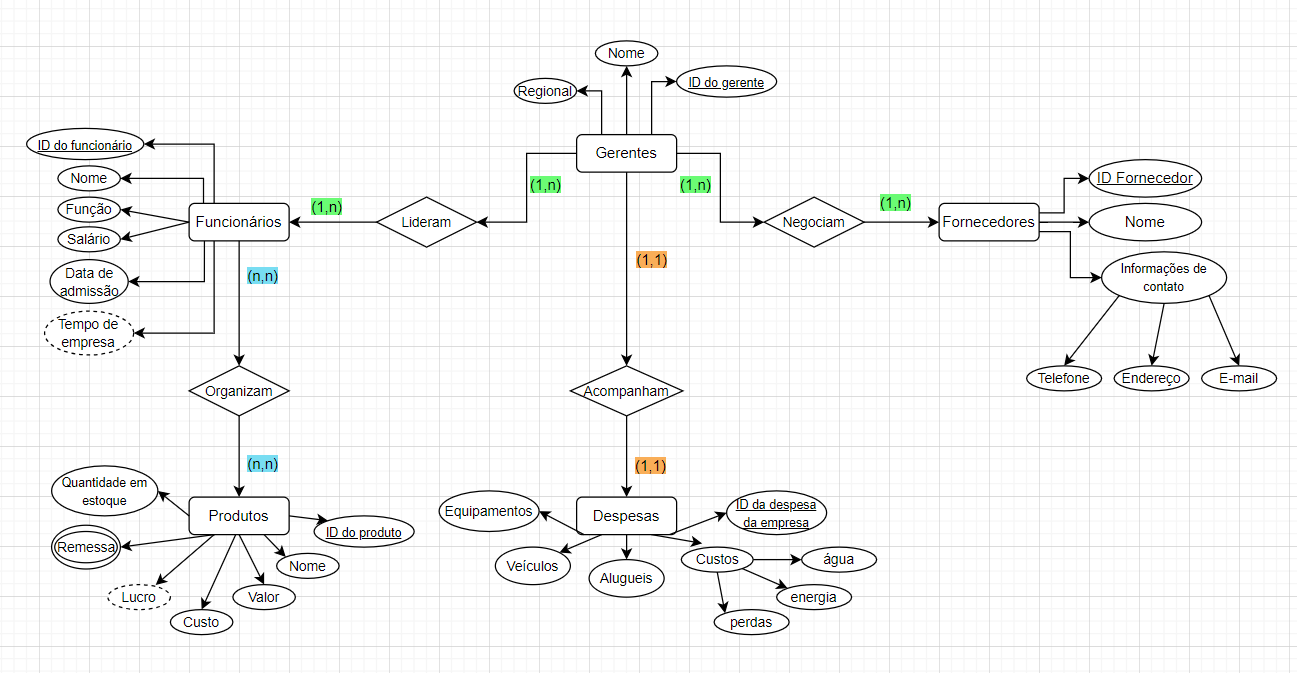 Nome
Regional
ID do gerente
Gerentes
ID do funcionário
Nome
Função
Salário
Data de
admissão
Tempo de
empresa
Funcionários
(1,n)
Lideram
(1,n)
(1,n)
Negociam
(1,n)
Fornecedores
ID Fornecedor
Nome
Informações de
contato
Telefone
Endereço
E-mail
(n,n)
Organizam
(n,n)
(1,1)
Acompanham
(1,1)
Quantidade em
estoque
Produtos
ID do produto
Remessa
Lucro
Custo
Valor
Nome
Equipamentos
Despesas
ID da despesa
da empresa
Veículos
Alugueis
Custos
água
energia
perdas